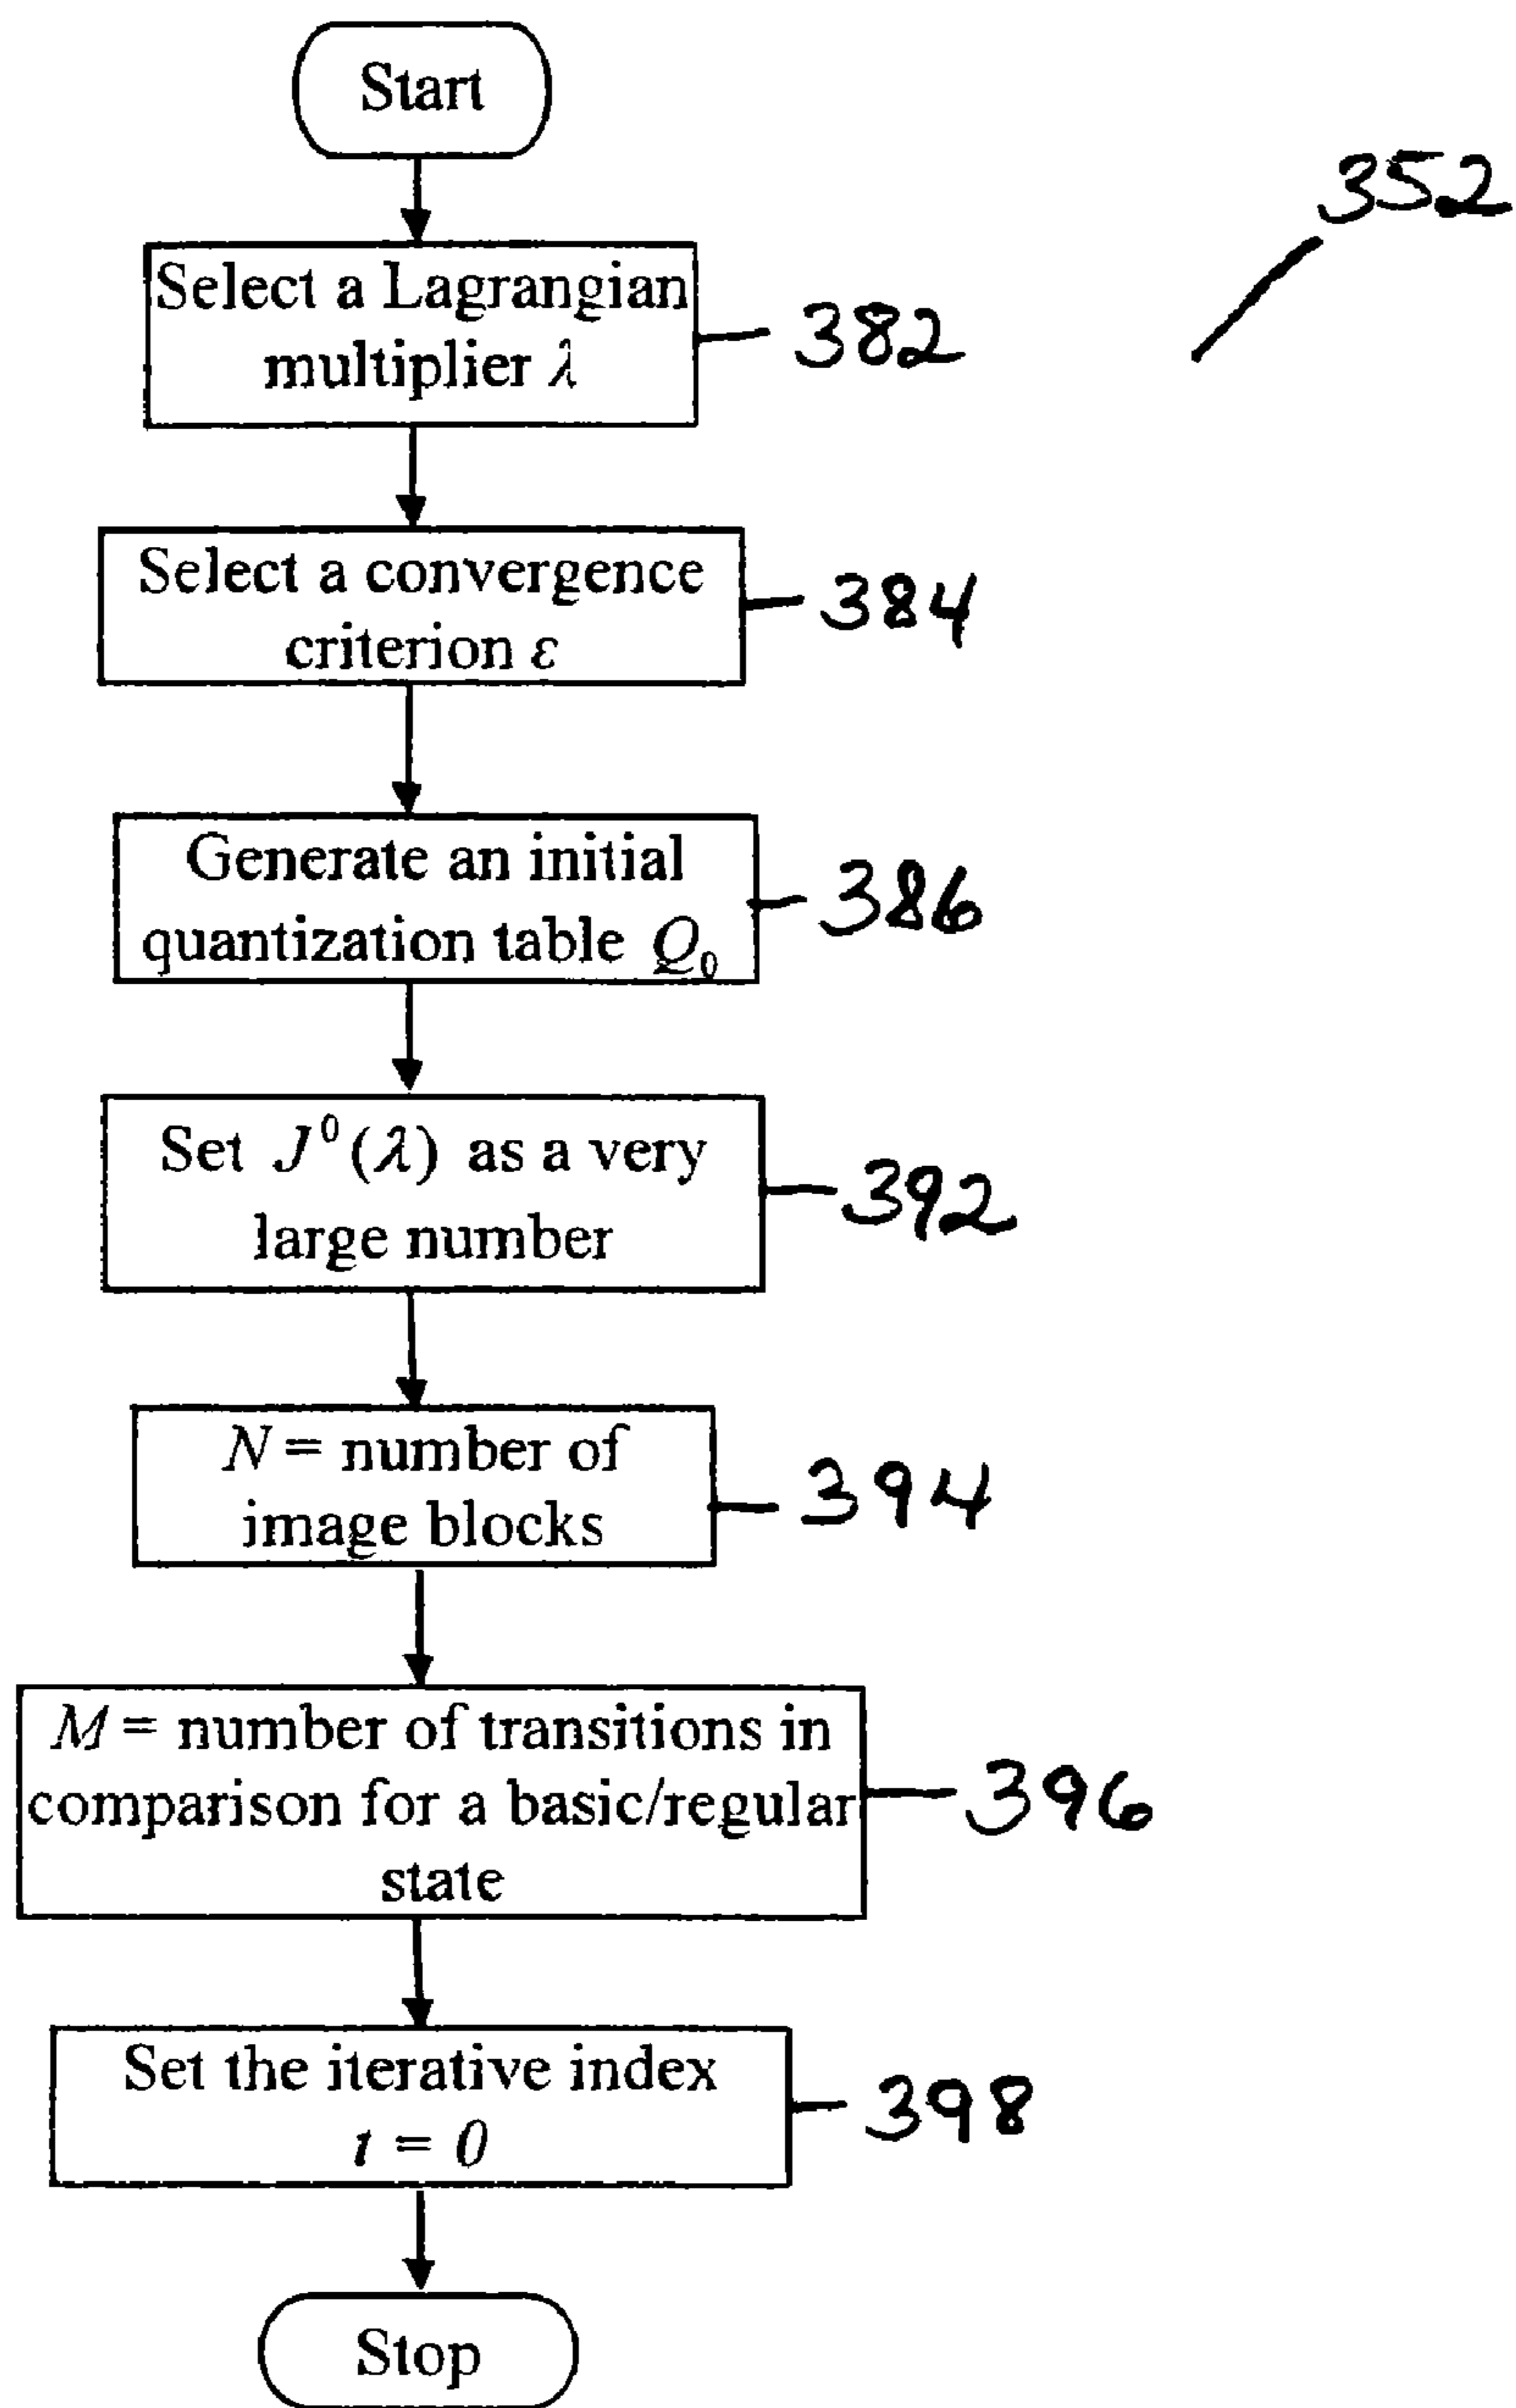 Start
352
Select a Lagrangian
multiplier λ
382
Select a convergence
criterion ε
384
Generate an initial
quantization table Q₀
386
Set J⁰(λ) as a very
large number
392
N = number of
image blocks
394
M = number of transitions in
comparison for a basic/regular
state
396
Set the iterative index
t = 0
398
Stop